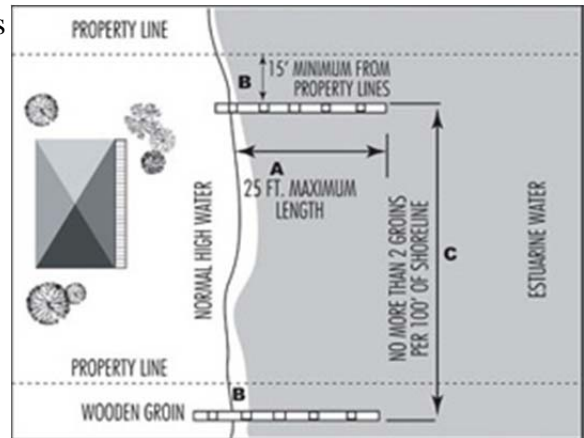 s
PROPERTY LINE
B
15' MINIMUM FROM
PROPERTY LINES
A
25 FT. MAXIMUM
LENGTH
NORMAL HIGH WATER
NO MORE THAN 2 GROINS
PER 100' OF SHORELINE
C
ESTUARINE WATER
PROPERTY LINE
B
WOODEN GROIN